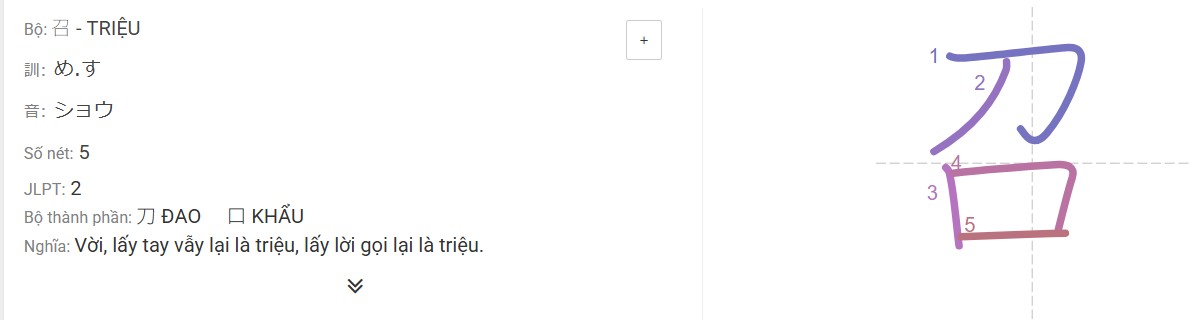 Bộ: 召 - TRIỆU
+
訓: め.す
音: ショウ
Số nét: 5
JLPT: 2
Bộ thành phần: 刀 ĐAO 口 KHẨU
Nghĩa: Vời, lấy tay vẫy lại là triệu, lấy lời gọi lại là triệu.
召
1
2
4
3
5